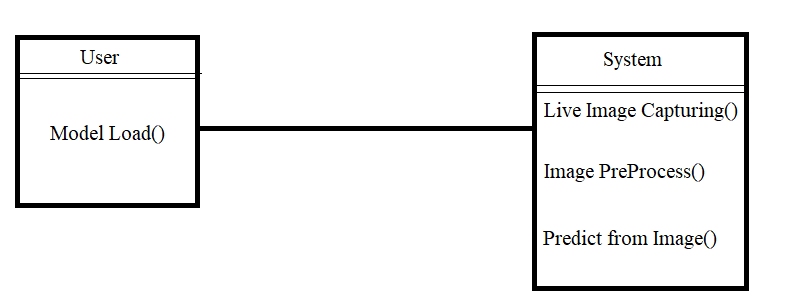 User
Model Load()
System
Live Image Capturing()
Image PreProcess()
Predict from Image()